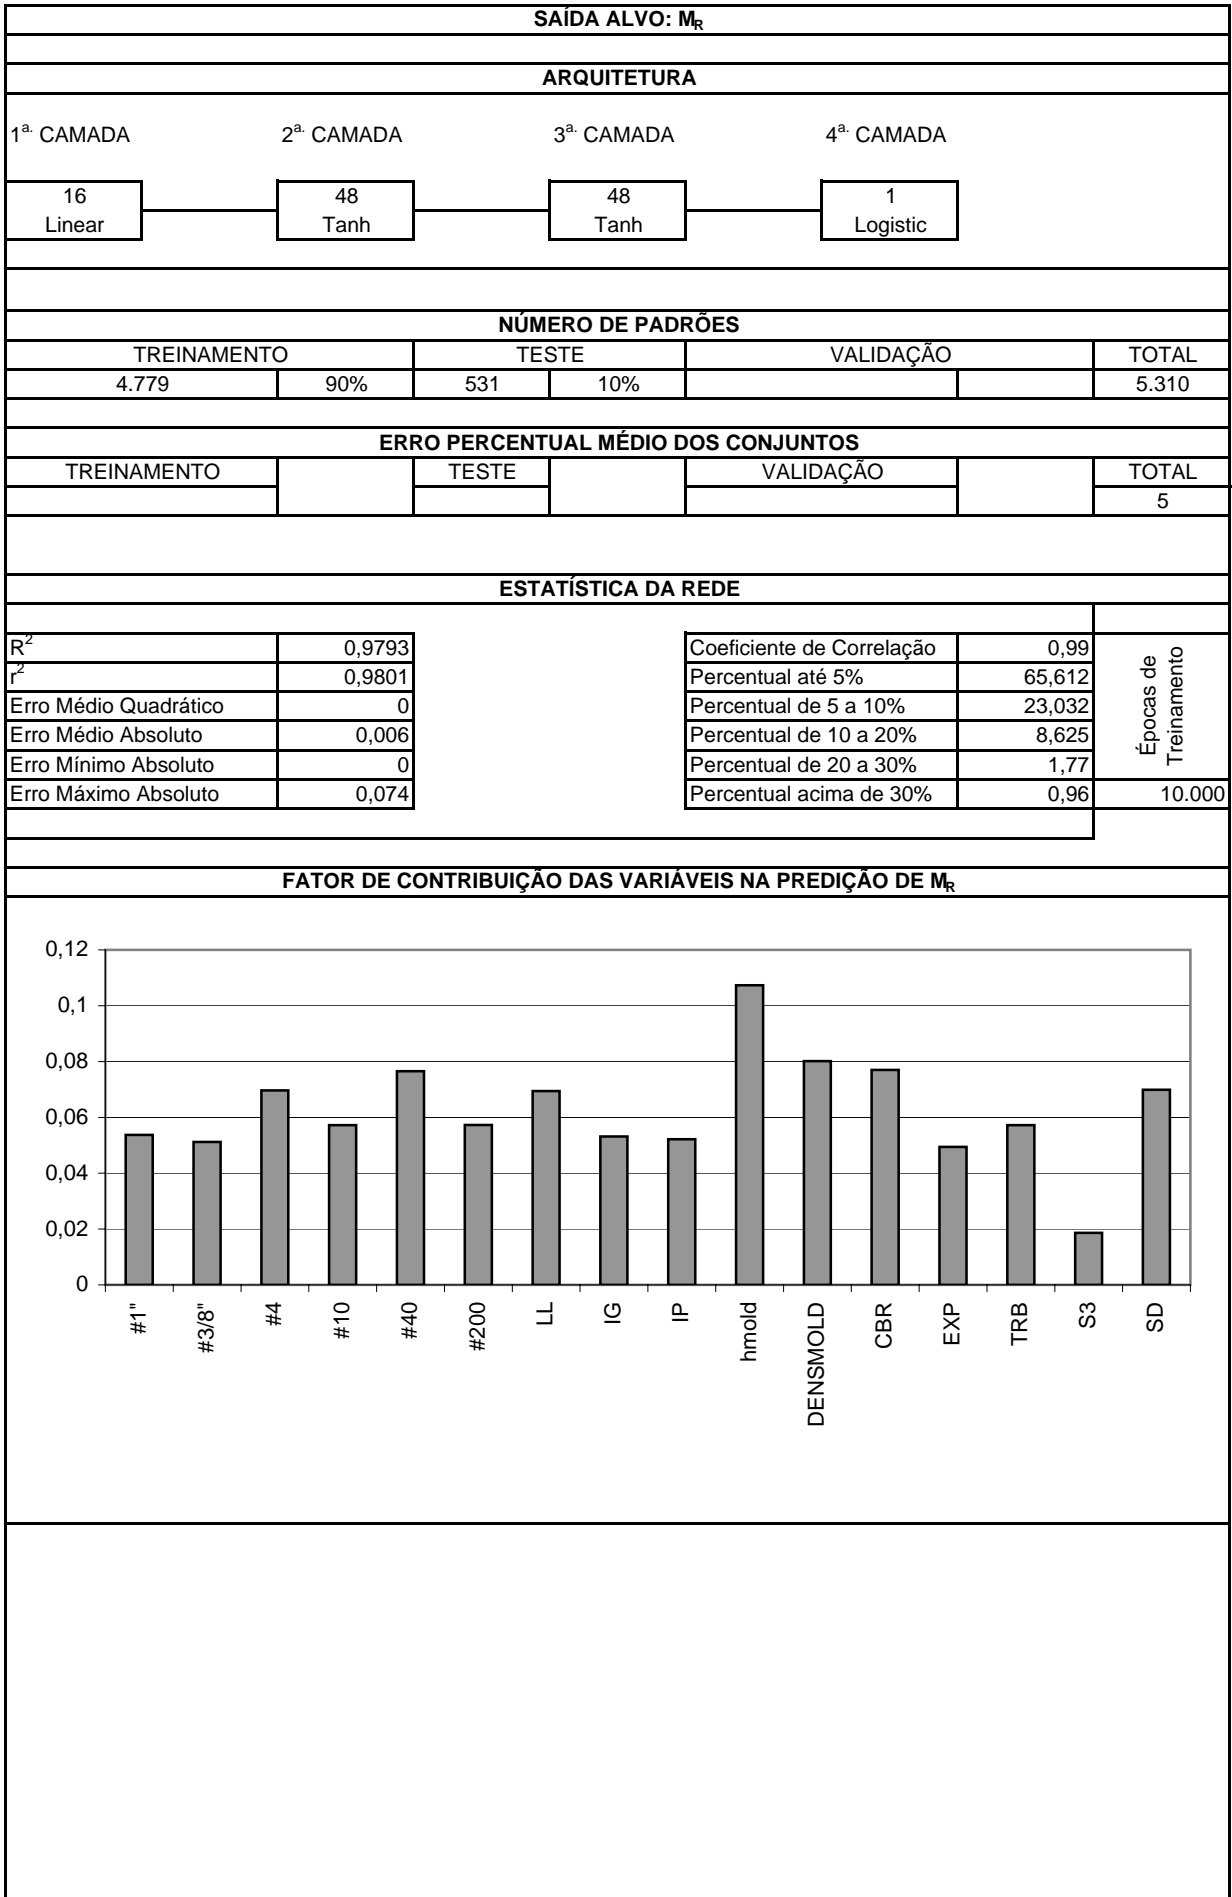 SAÍDA ALVO: MR
ARQUITETURA
1a. CAMADA 2a. CAMADA 3a. CAMADA 4a. CAMADA
16 48 48 1
Linear Tanh Tanh Logistic
NÚMERO DE PADRÕES
TREINAMENTO TESTE VALIDAÇÃO TOTAL
4.779 90% 531 10% 5.310
ERRO PERCENTUAL MÉDIO DOS CONJUNTOS
TREINAMENTO TESTE VALIDAÇÃO TOTAL
5
ESTATÍSTICA DA REDE
R2 0,9793 Coeficiente de Correlação 0,99
r2 0,9801 Percentual até 5% 65,612
Erro Médio Quadrático 0 Percentual de 5 a 10% 23,032
Erro Médio Absoluto 0,006 Percentual de 10 a 20% 8,625
Erro Mínimo Absoluto 0 Percentual de 20 a 30% 1,77
Erro Máximo Absoluto 0,074 Percentual acima de 30% 0,96 10.000
Épocas de
Treinamento
FATOR DE CONTRIBUIÇÃO DAS VARIÁVEIS NA PREDIÇÃO DE MR
0,12
0,1
0,08
0,06
0,04
0,02
0
#1" #3/8" #4 #10 #40 #200 LL IG IP hmold DENSMOLD CBR EXP TRB S3 SD